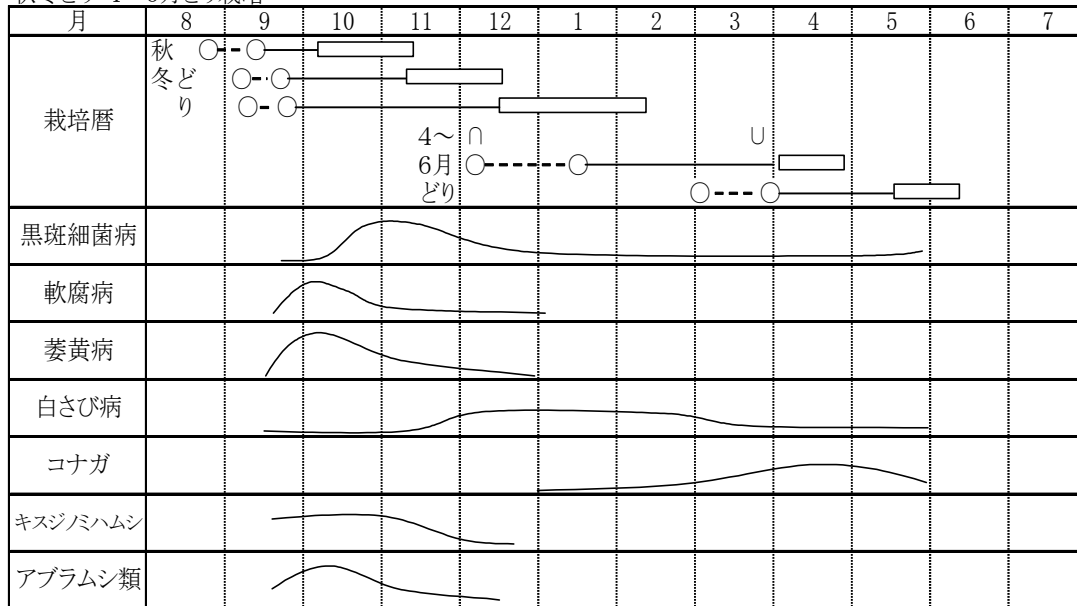 月 8 9 10 11 12 1 2 3 4 5 6 7
栽培暦
秋
冬ど
り
4～
6月
どり
黒斑細菌病
軟腐病
萎黄病
白さび病
コナガ
キスジノミハムシ
アブラムシ類